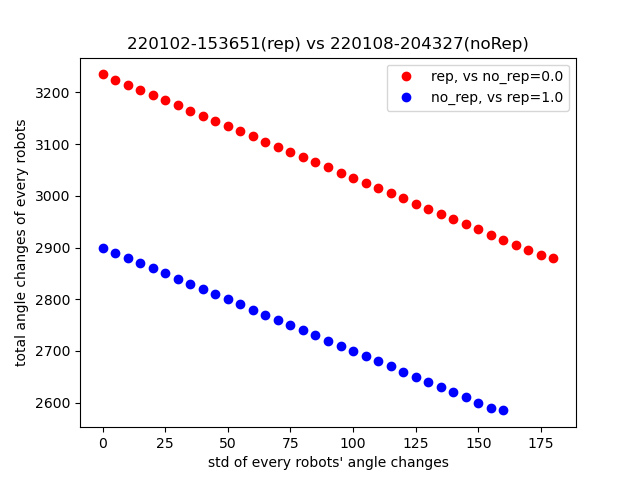 220102-153651(rep) vs 220108-204327(noRep)
rep, vs no_rep=0.0
no_rep, vs rep=1.0
total angle changes of every robots
3200
3100
3000
2900
2800
2700
2600
0 25 50 75 100 125 150 175
std of every robots' angle changes